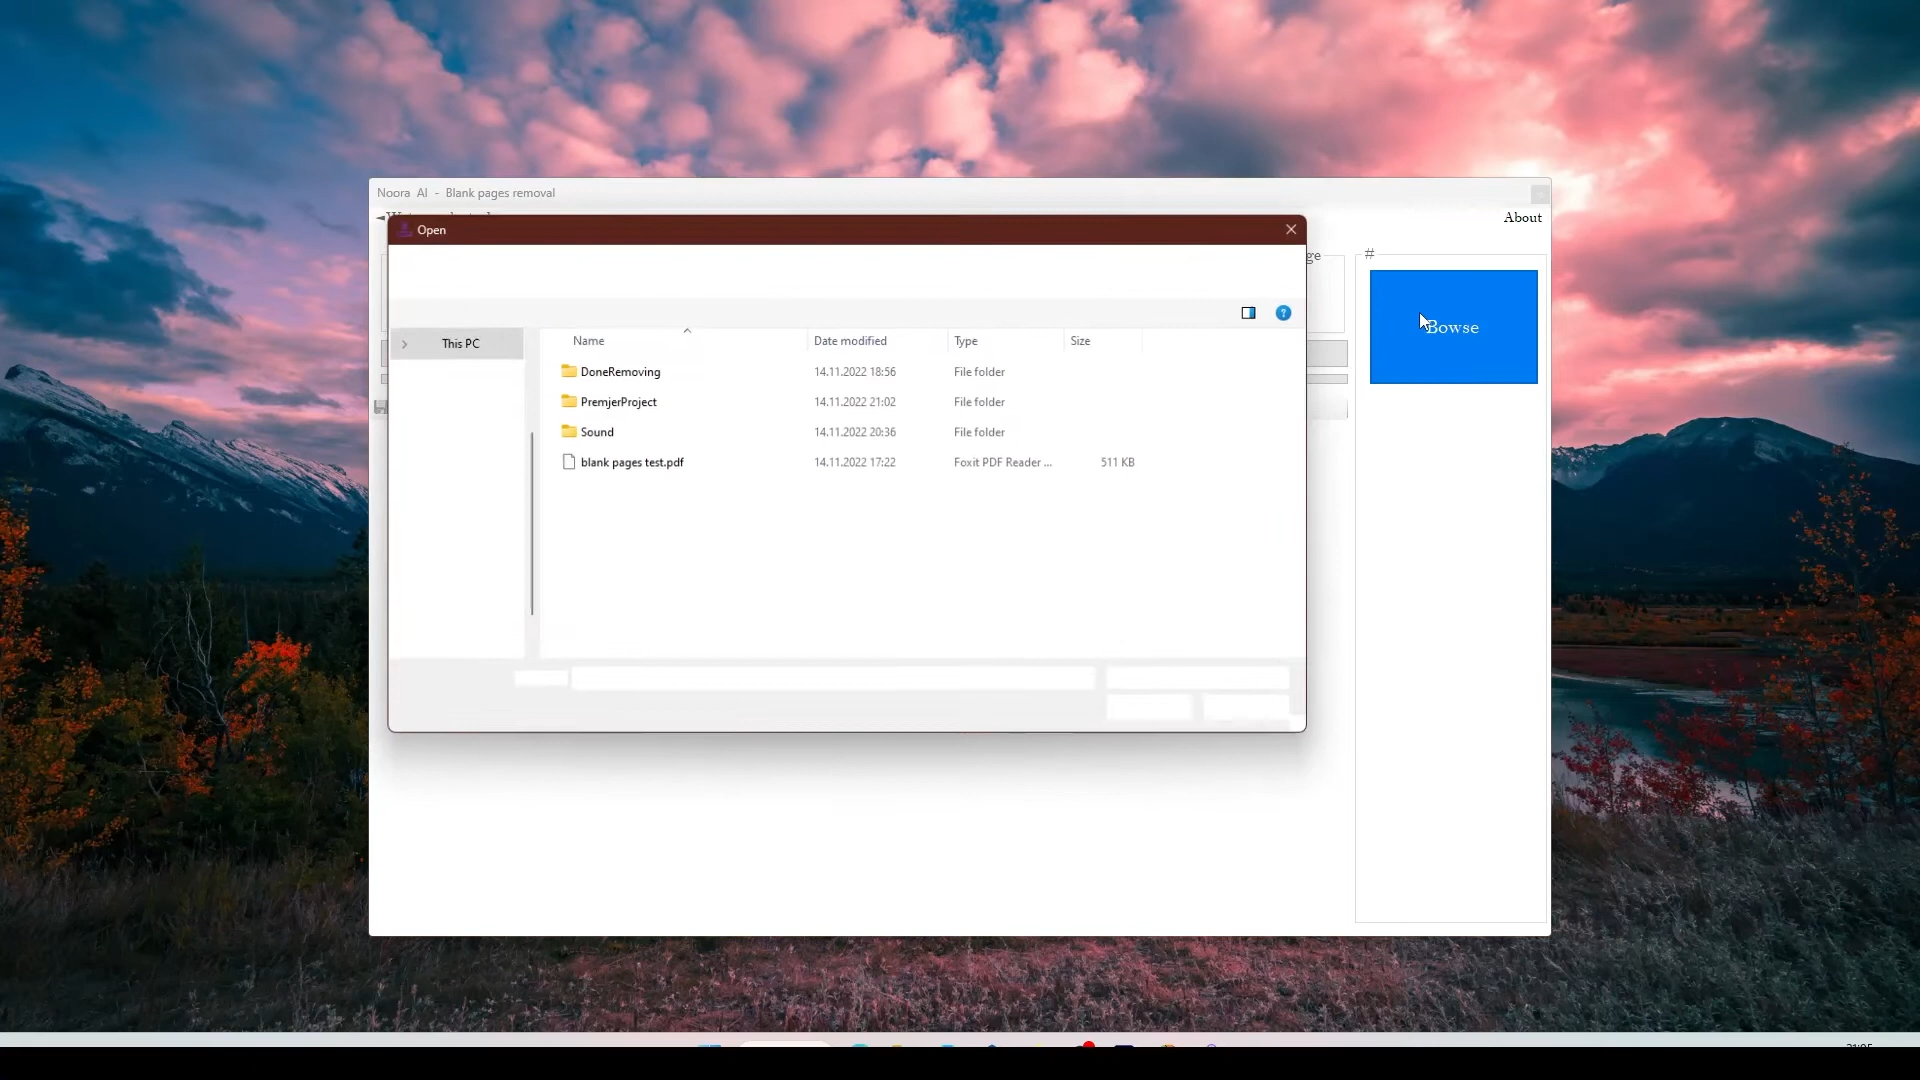 Noora AI - Blank pages removal
About
Open
This PC
Name
Date modified
Type
Size
DoneRemoving
14.11.2022 18:56
File folder
PremjerProject
14.11.2022 21:02
File folder
Sound
14.11.2022 20:36
File folder
blank pages test.pdf
14.11.2022 17:22
Foxit PDF Reader ...
511 KB
#
Bowse